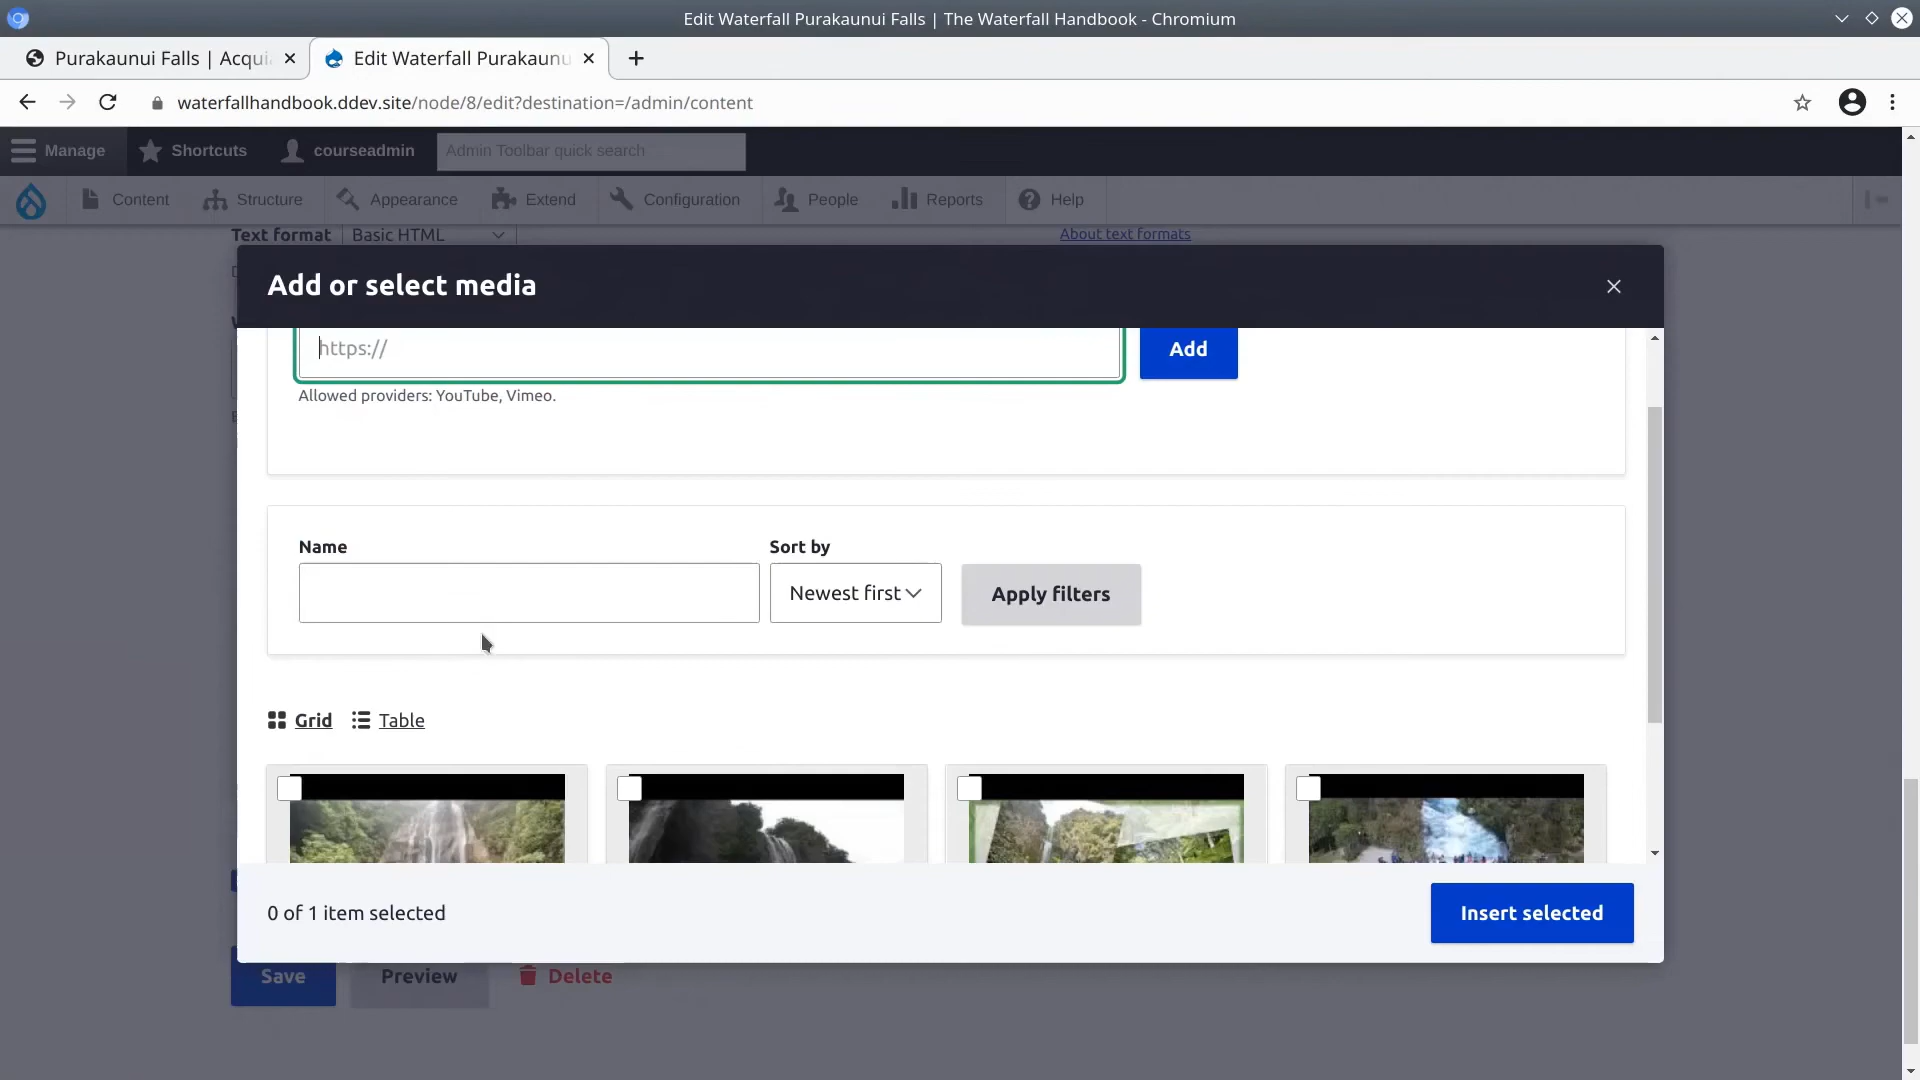 Edit Waterfall Purakaunui Falls | The Waterfall Handbook - Chromium
Purakaunui Falls | Acqui
Edit Waterfall Purakaunu
waterfallhandbook.ddev.site/node/8/edit?destination=/admin/content
Manage Shortcuts courseadmin Admin Toolbar quick search
Content Structure Appearance Extend Configuration People Reports Help
Text format Basic HTML About text formats
Add or select media
https:// Add
Allowed providers: YouTube, Vimeo.
Name Sort by
Newest first Apply filters
Grid Table
0 of 1 item selected Insert selected
Save Preview Delete